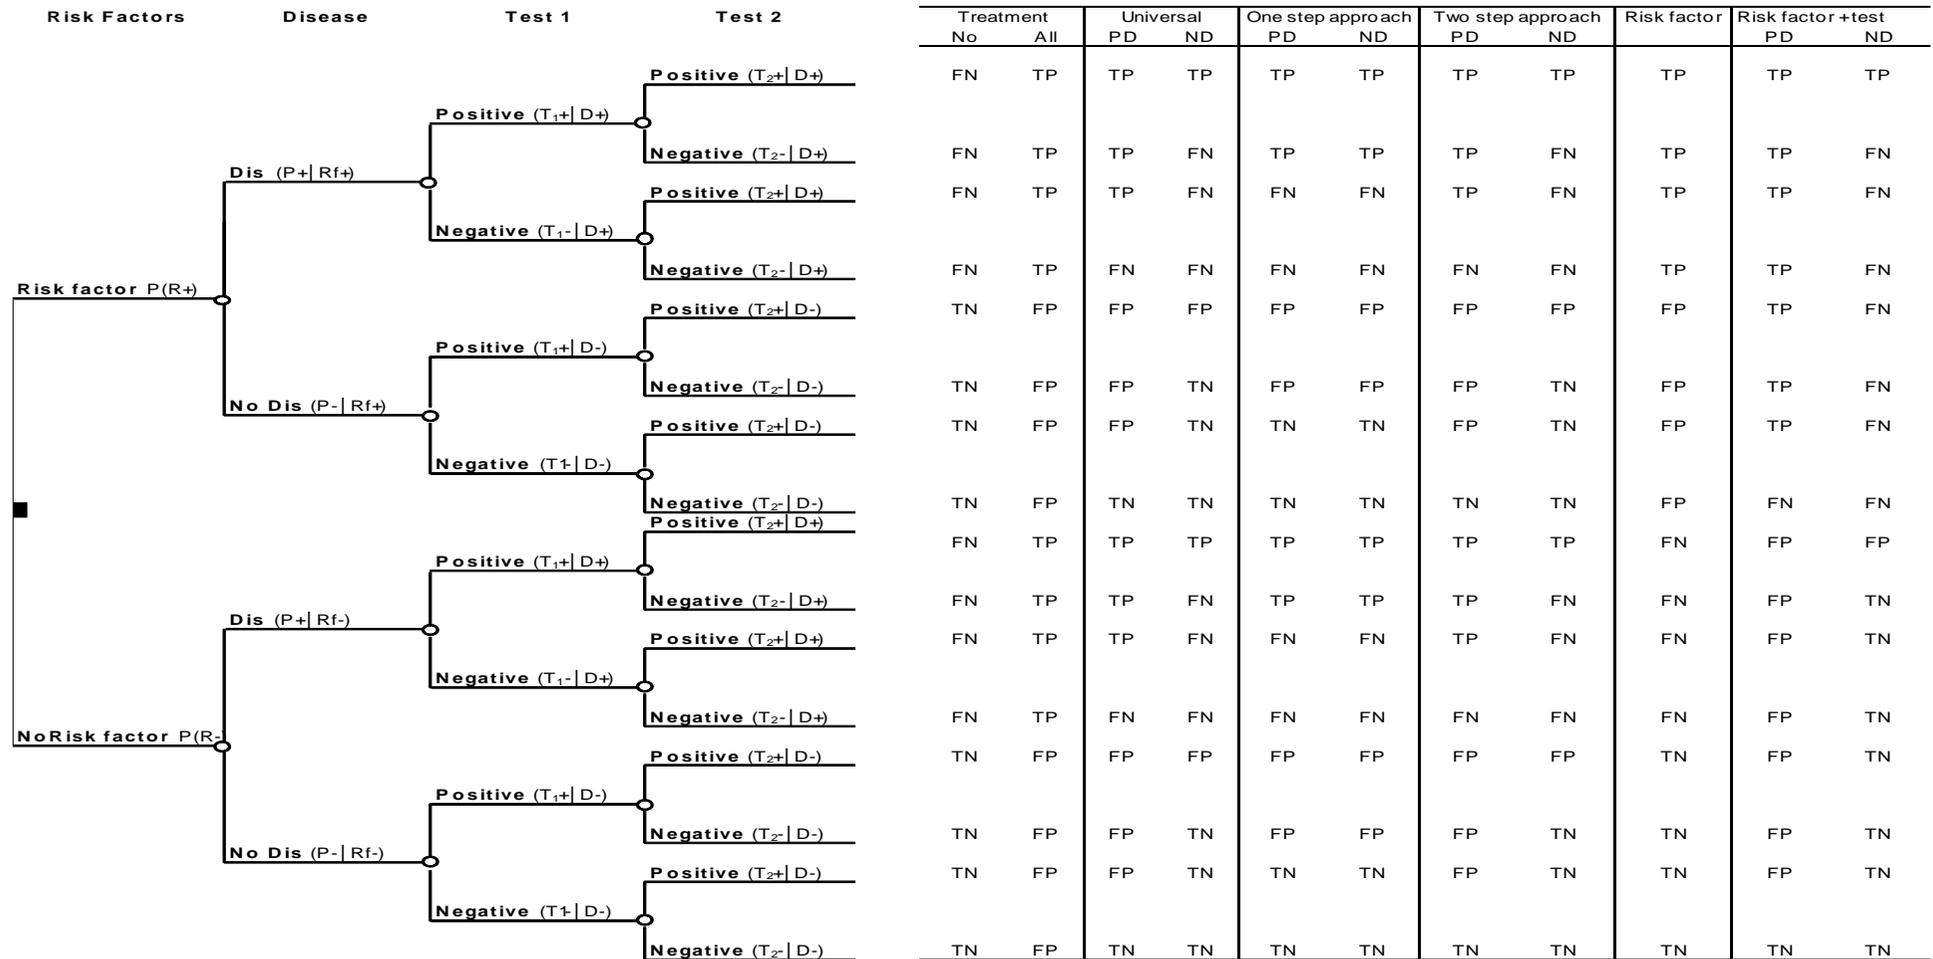 Risk Factors Disease Test 1 Test 2 Treatment Universal One step approach Two step approach Risk factor Risk factor +test
No All PD ND PD ND PD ND PD ND
Positive (T₂+|D+) FN TP TP TP TP TP TP TP TP TP TP
Positive (T₁+|D+)
Negative (T₂-|D+) FN TP TP FN TP TP TP FN TP TP FN
Dis (P+|Rf+)
Positive (T₂+|D+) FN TP TP FN FN FN TP FN TP TP FN
Negative (T₁-|D+)
Negative (T₂-|D+) FN TP FN FN FN FN FN FN TP TP FN
Risk factor P(R+)
Positive (T₂+|D-) TN FP FP FP FP FP FP FP FP TP FN
Positive (T₁+|D-)
Negative (T₂-|D-) TN FP FP TN FP FP FP TN FP TP FN
No Dis (P-|Rf+)
Positive (T₂+|D-) TN FP FP TN TN TN FP TN FP TP FN
Negative (T1-|D-)
Negative (T₂-|D-) TN FP TN TN TN TN TN TN FP FN FN
Positive (T₂+|D+)
FN TP TP TP TP TP TP TP FN FP FP
Positive (T₁+|D+)
Negative (T₂-|D+) FN TP TP FN TP TP TP FN FN FP TN
Dis (P+|Rf-)
Positive (T₂+|D+) FN TP TP FN FN FN TP FN FN FP TN
Negative (T₁-|D+)
Negative (T₂-|D+) FN TP FN FN FN FN FN FN FN FP TN
NoRisk factor P(R-
Positive (T₂+|D-) TN FP FP FP FP FP FP FP TN FP TN
Positive (T₁+|D-)
Negative (T₂-|D-) TN FP FP TN FP FP FP TN TN FP TN
No Dis (P-|Rf-)
Positive (T₂+|D-) TN FP FP TN TN TN FP TN TN FP TN
Negative (T1-|D-)
Negative (T₂-|D-) TN FP TN TN TN TN TN TN TN TN TN